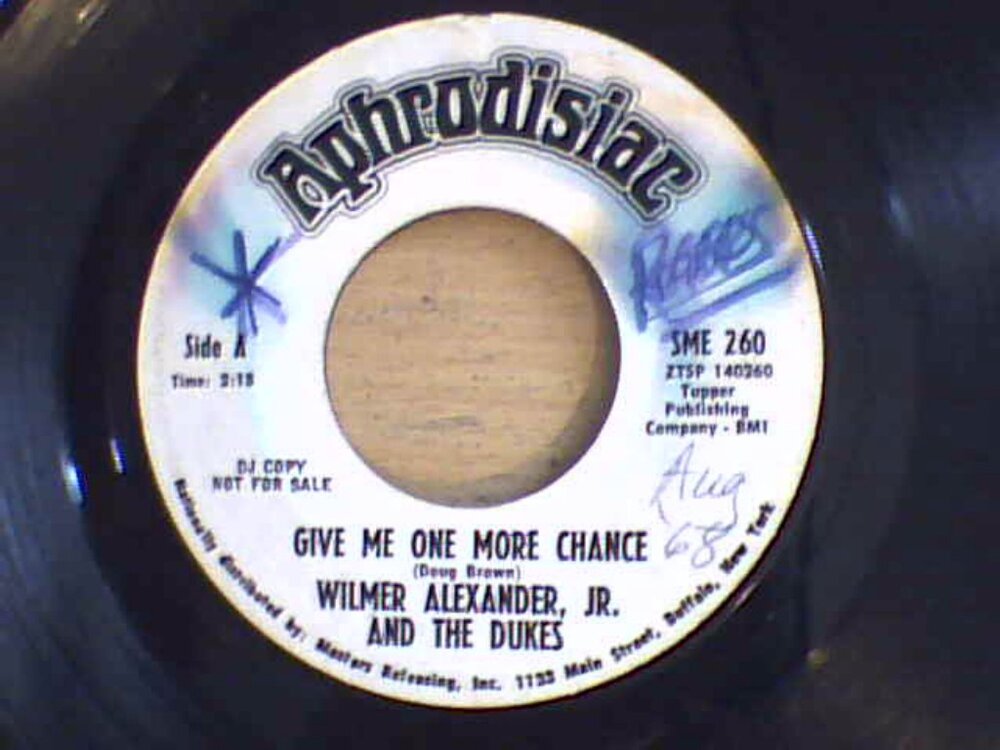 Aphrodisiac
Side A
Time: 2:18
SME 260
ZTSP 140260
Tupper
Publishing
Company - BMI
DJ COPY
NOT FOR SALE
Aug
68
GIVE ME ONE MORE CHANCE
(Doug Brown)
WILMER ALEXANDER, JR.
AND THE DUKES
Nationally Distributed by: Masters Releasing, Inc. 1133 Main Street, Buffalo, New York